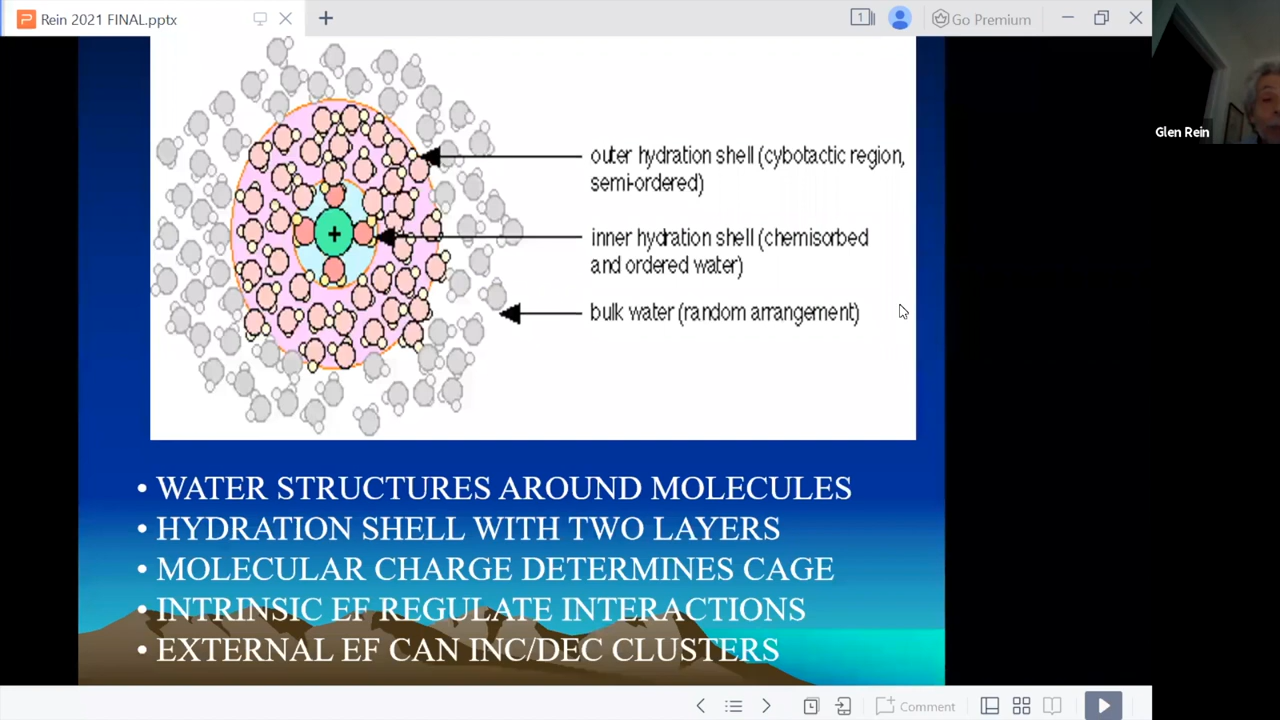 Rein 2021 FINAL.pptx
1
Go Premium
Glen Rein
outer hydration shell (cybotactic region,
semi-ordered)
+
inner hydration shell (chemisorbed
and ordered water)
bulk water (random arrangement)
• WATER STRUCTURES AROUND MOLECULES
• HYDRATION SHELL WITH TWO LAYERS
• MOLECULAR CHARGE DETERMINES CAGE
• INTRINSIC EF REGULATE INTERACTIONS
• EXTERNAL EF CAN INC/DEC CLUSTERS
Comment